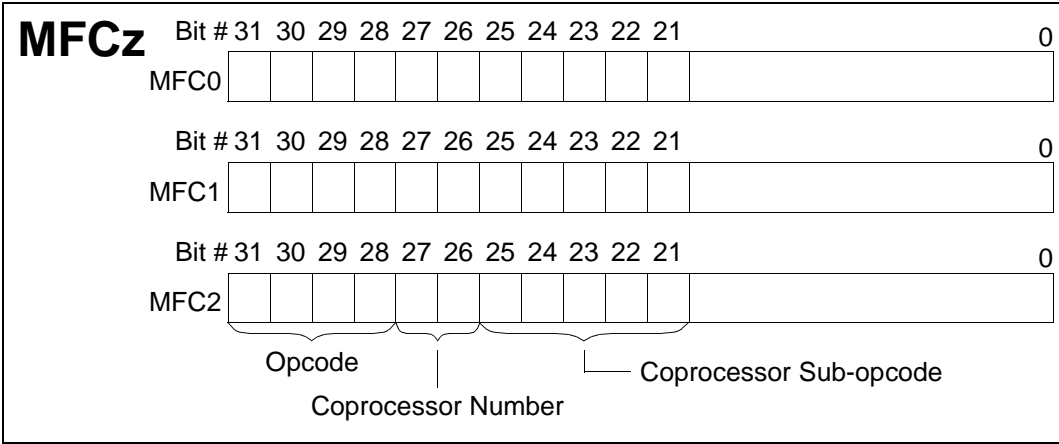 MFCz Bit # 31 30 29 28 27 26 25 24 23 22 21 0
MFC0
Bit # 31 30 29 28 27 26 25 24 23 22 21 0
MFC1
Bit # 31 30 29 28 27 26 25 24 23 22 21 0
MFC2
Opcode Coprocessor Sub-opcode
Coprocessor Number